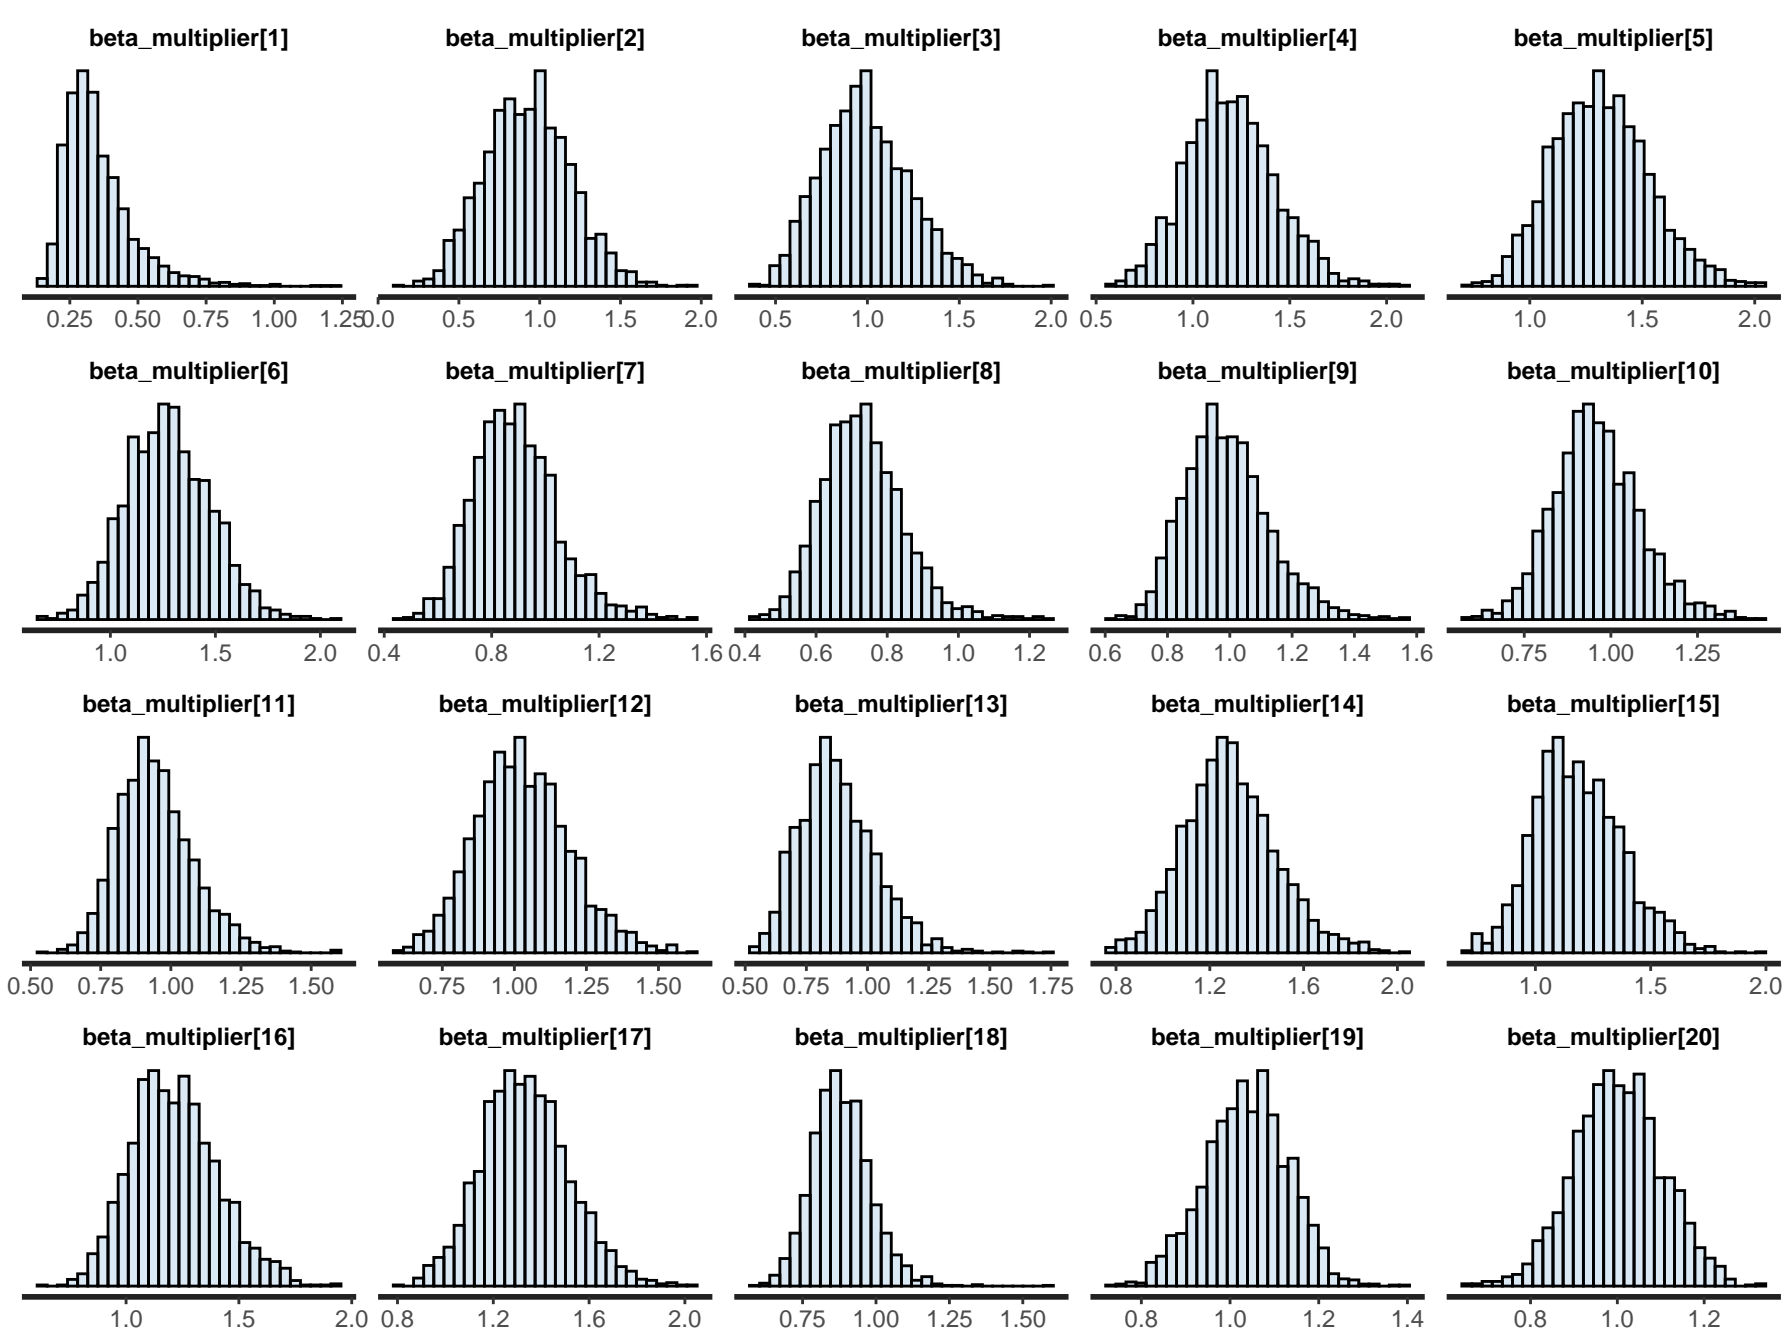 beta_multiplier[1] beta_multiplier[2] beta_multiplier[3] beta_multiplier[4] beta_multiplier[5]
0.25 0.50 0.75 1.00 1.25 0.0 0.5 1.0 1.5 2.0 0.5 1.0 1.5 2.0 0.5 1.0 1.5 2.0 1.0 1.5 2.0
beta_multiplier[6] beta_multiplier[7] beta_multiplier[8] beta_multiplier[9] beta_multiplier[10]
1.0 1.5 2.0 0.4 0.8 1.2 1.6 0.4 0.6 0.8 1.0 1.2 0.6 0.8 1.0 1.2 1.4 1.6 0.75 1.00 1.25
beta_multiplier[11] beta_multiplier[12] beta_multiplier[13] beta_multiplier[14] beta_multiplier[15]
0.50 0.75 1.00 1.25 1.50 0.75 1.00 1.25 1.50 0.50 0.75 1.00 1.25 1.50 1.75 0.8 1.2 1.6 2.0 1.0 1.5 2.0
beta_multiplier[16] beta_multiplier[17] beta_multiplier[18] beta_multiplier[19] beta_multiplier[20]
1.0 1.5 2.0 0.8 1.2 1.6 2.0 0.75 1.00 1.25 1.50 0.8 1.0 1.2 1.4 0.8 1.0 1.2